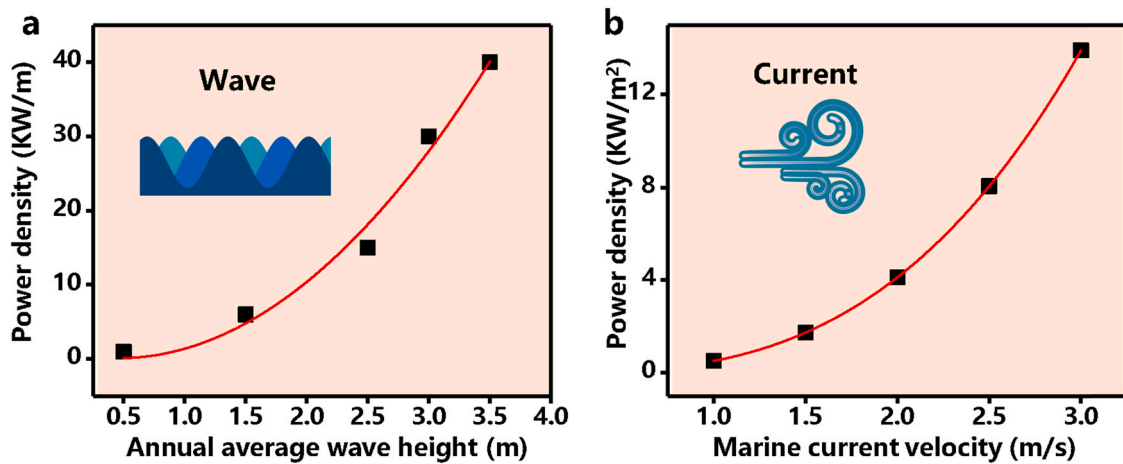 a
Wave
Power density (KW/m)
40
30
20
10
0
0.5 1.0 1.5 2.0 2.5 3.0 3.5 4.0
Annual average wave height (m)
b
Current
Power density (KW/m²)
12
8
4
0
1.0 1.5 2.0 2.5 3.0
Marine current velocity (m/s)